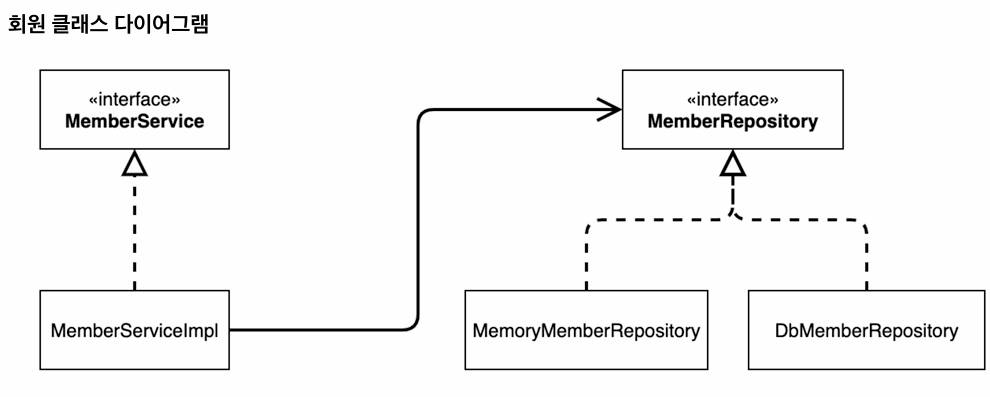 회원 클래스 다이어그램
«interface»
MemberService
«interface»
MemberRepository
MemberServiceImpl
MemoryMemberRepository
DbMemberRepository